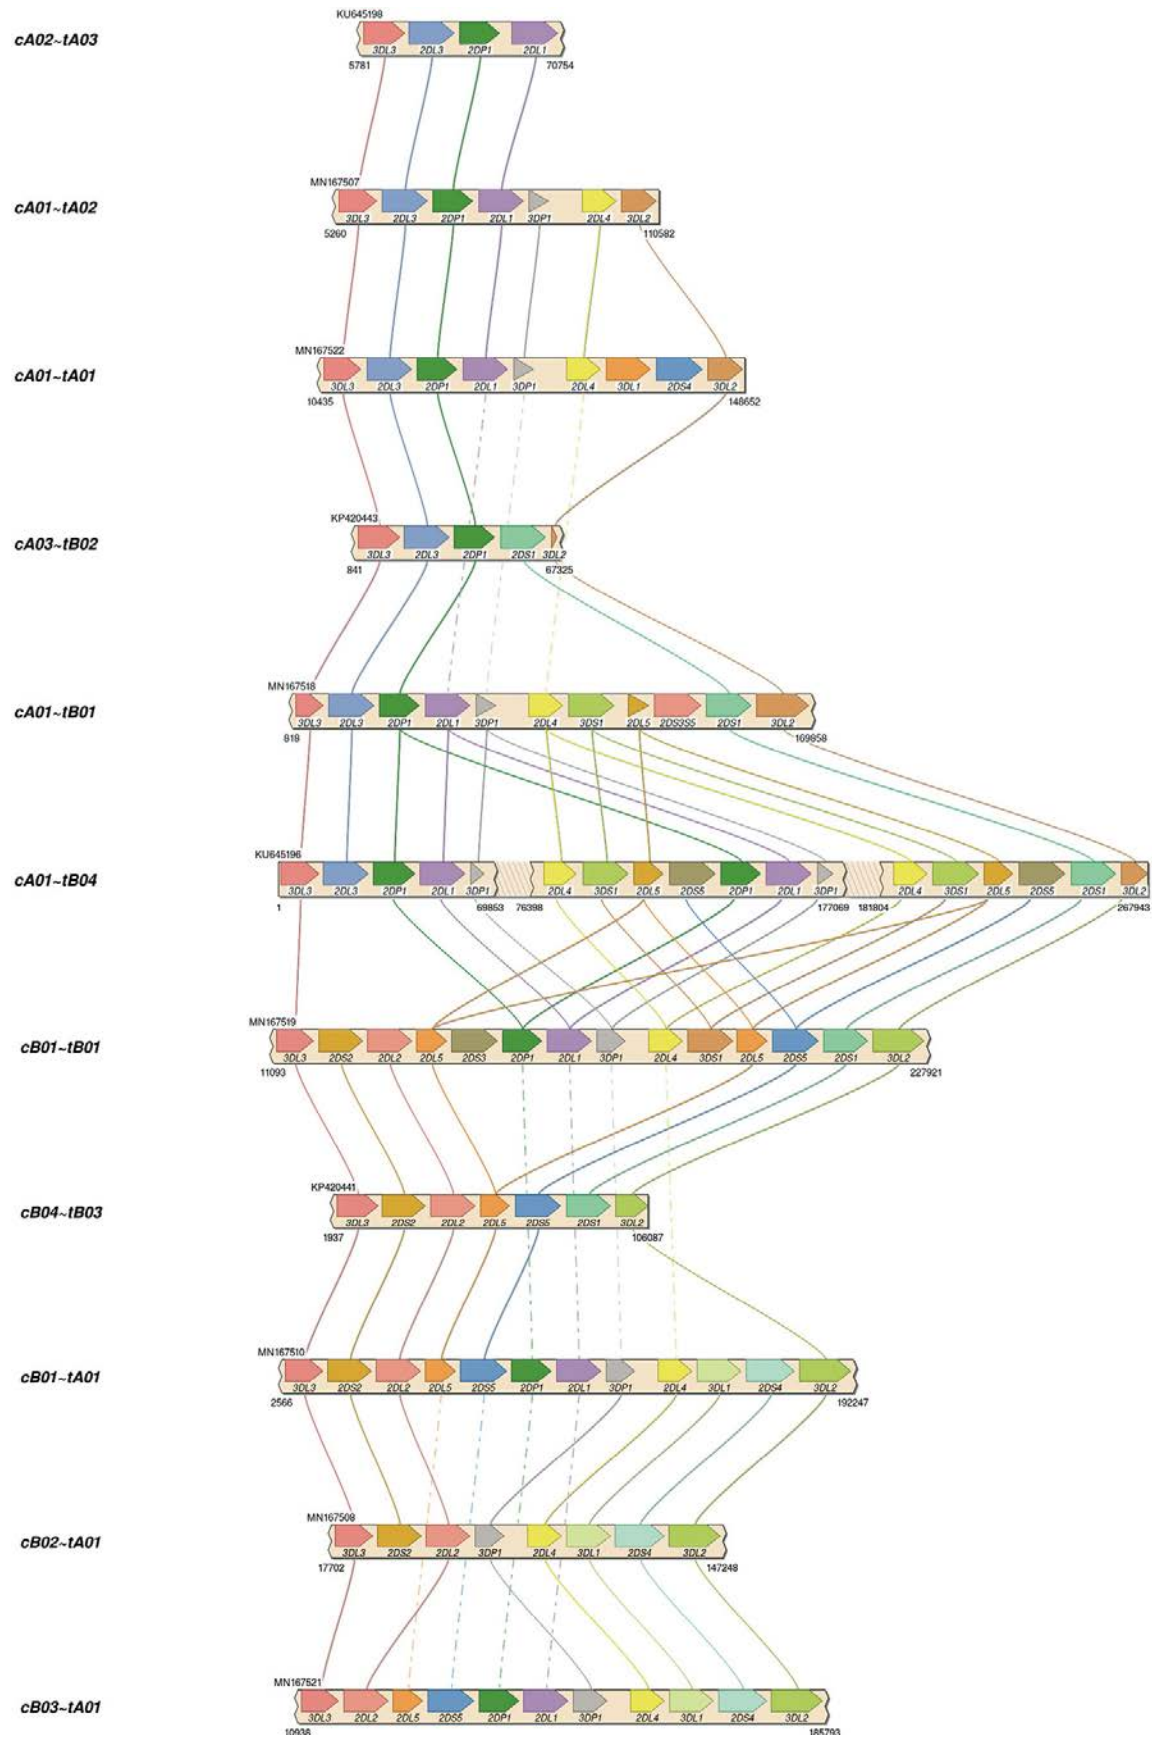 KU645198
cA02~tA03
3DL3 2DL3 2DP1 2DL1
5781 70754
MN167507
cA01~tA02
3DL3 2DL3 2DP1 2DL1 3DP1 2DL4 3DL2
5260 110582
MN167522
cA01~tA01
3DL3 2DL3 2DP1 2DL1 3DP1 2DL4 3DL1 2DS4 3DL2
10435 148652
KP420443
cA03~tB02
3DL3 2DL3 2DP1 2DS1 3DL2
841 67325
MN167518
cA01~tB01
3DL3 2DL3 2DP1 2DL1 3DP1 2DL4 3DS1 2DL5 2DS3S5 2DS1 3DL2
818 169858
KU645196
cA01~tB04
3DL3 2DL3 2DP1 2DL1 3DP1 2DL4 3DS1 2DL5 2DS5 2DP1 2DL1 3DP1 2DL4 3DS1 2DL5 2DS5 2DS1 3DL2
1 69853 76398 177069 181804 267943
MN167519
cB01~tB01
3DL3 2DS2 2DL2 2DL5 2DS3 2DP1 2DL1 3DP1 2DL4 3DS1 2DL5 2DS5 2DS1 3DL2
11093 227921
KP420441
cB04~tB03
3DL3 2DS2 2DL2 2DL5 2DS5 2DS1 3DL2
1937 106087
MN167510
cB01~tA01
3DL3 2DS2 2DL2 2DL5 2DS5 2DP1 2DL1 3DP1 2DL4 3DL1 2DS4 3DL2
2566 192247
MN167508
cB02~tA01
3DL3 2DS2 2DL2 3DP1 2DL4 3DL1 2DS4 3DL2
17702 147248
MN167521
cB03~tA01
3DL3 2DL2 2DL5 2DS5 2DP1 2DL1 3DP1 2DL4 3DL1 2DS4 3DL2
10938 185793